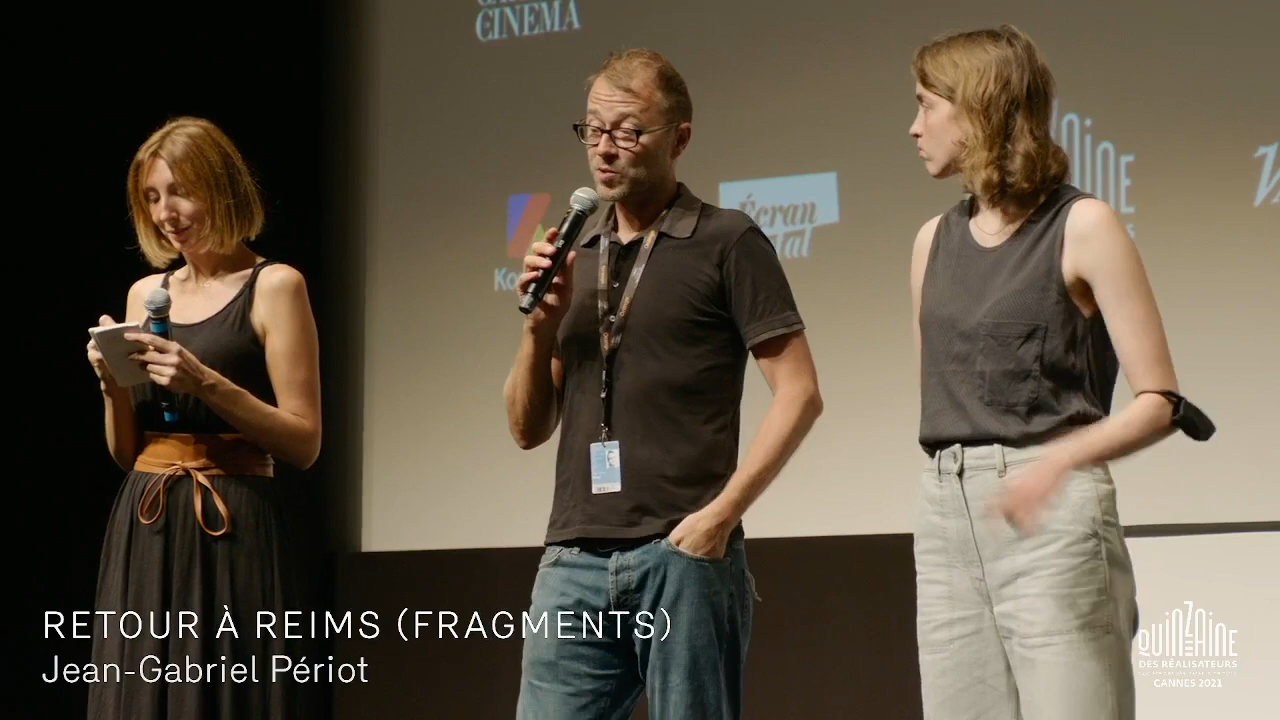 CINEMA
Écran
RETOUR À REIMS (FRAGMENTS)
Jean-Gabriel Périot
QUINZAINE
DES RÉALISATEURS
CANNES 2021